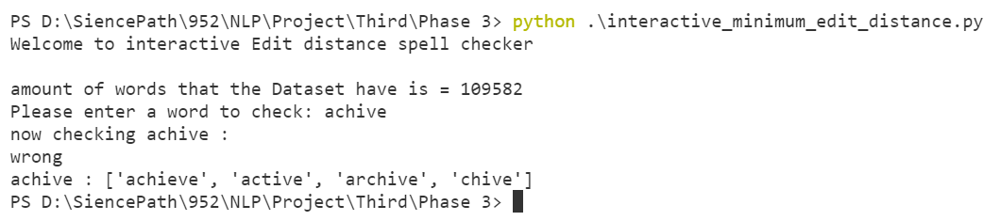 PS D:\SiencePath\952\NLP\Project\Third\Phase 3> python .\interactive_minimum_edit_distance.py
Welcome to interactive Edit distance spell checker
amount of words that the Dataset have is = 109582
Please enter a word to check: achive
now checking achive :
wrong
achive : ['achieve', 'active', 'archive', 'chive']
PS D:\SiencePath\952\NLP\Project\Third\Phase 3>